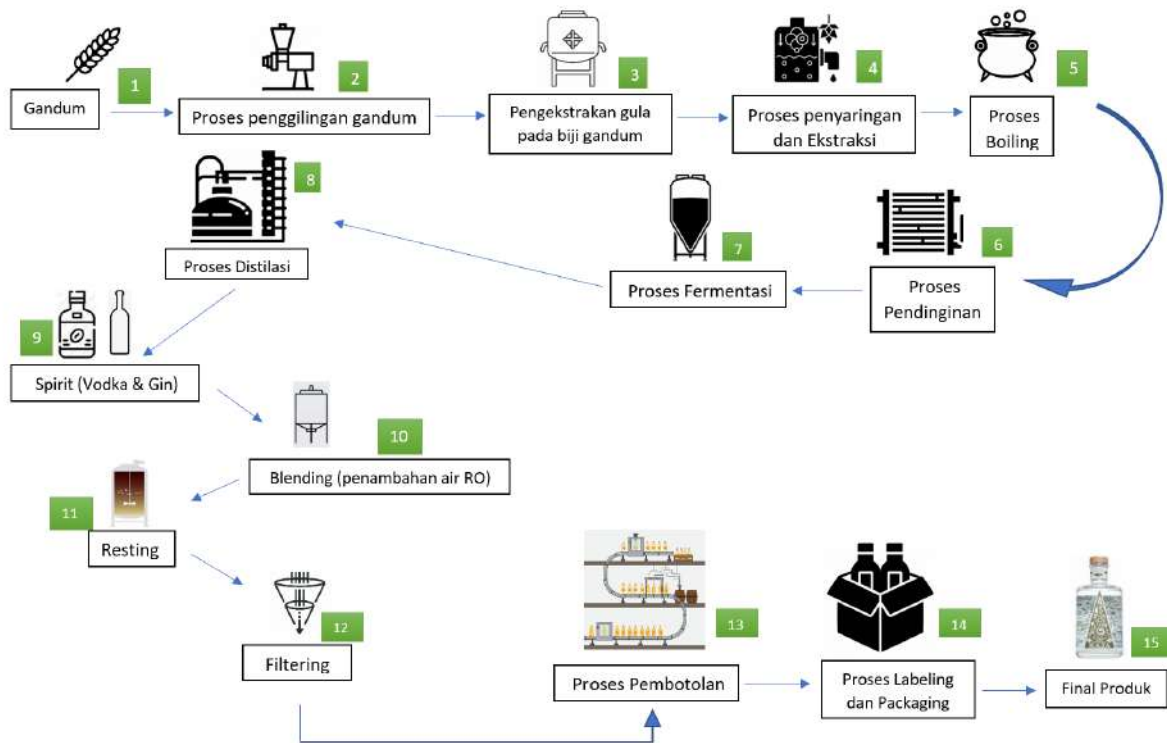 1
Gandum
2
Proses penggilingan gandum
3
Pengekstrakan gula
pada biji gandum
4
Proses penyaringan
dan Ekstraksi
5
Proses
Boiling
6
Proses
Pendinginan
7
Proses Fermentasi
8
Proses Distilasi
9
Spirit (Vodka & Gin)
10
Blending (penambahan air RO)
11
Resting
12
Filtering
13
Proses Pembotolan
14
Proses Labeling
dan Packaging
15
Final Produk